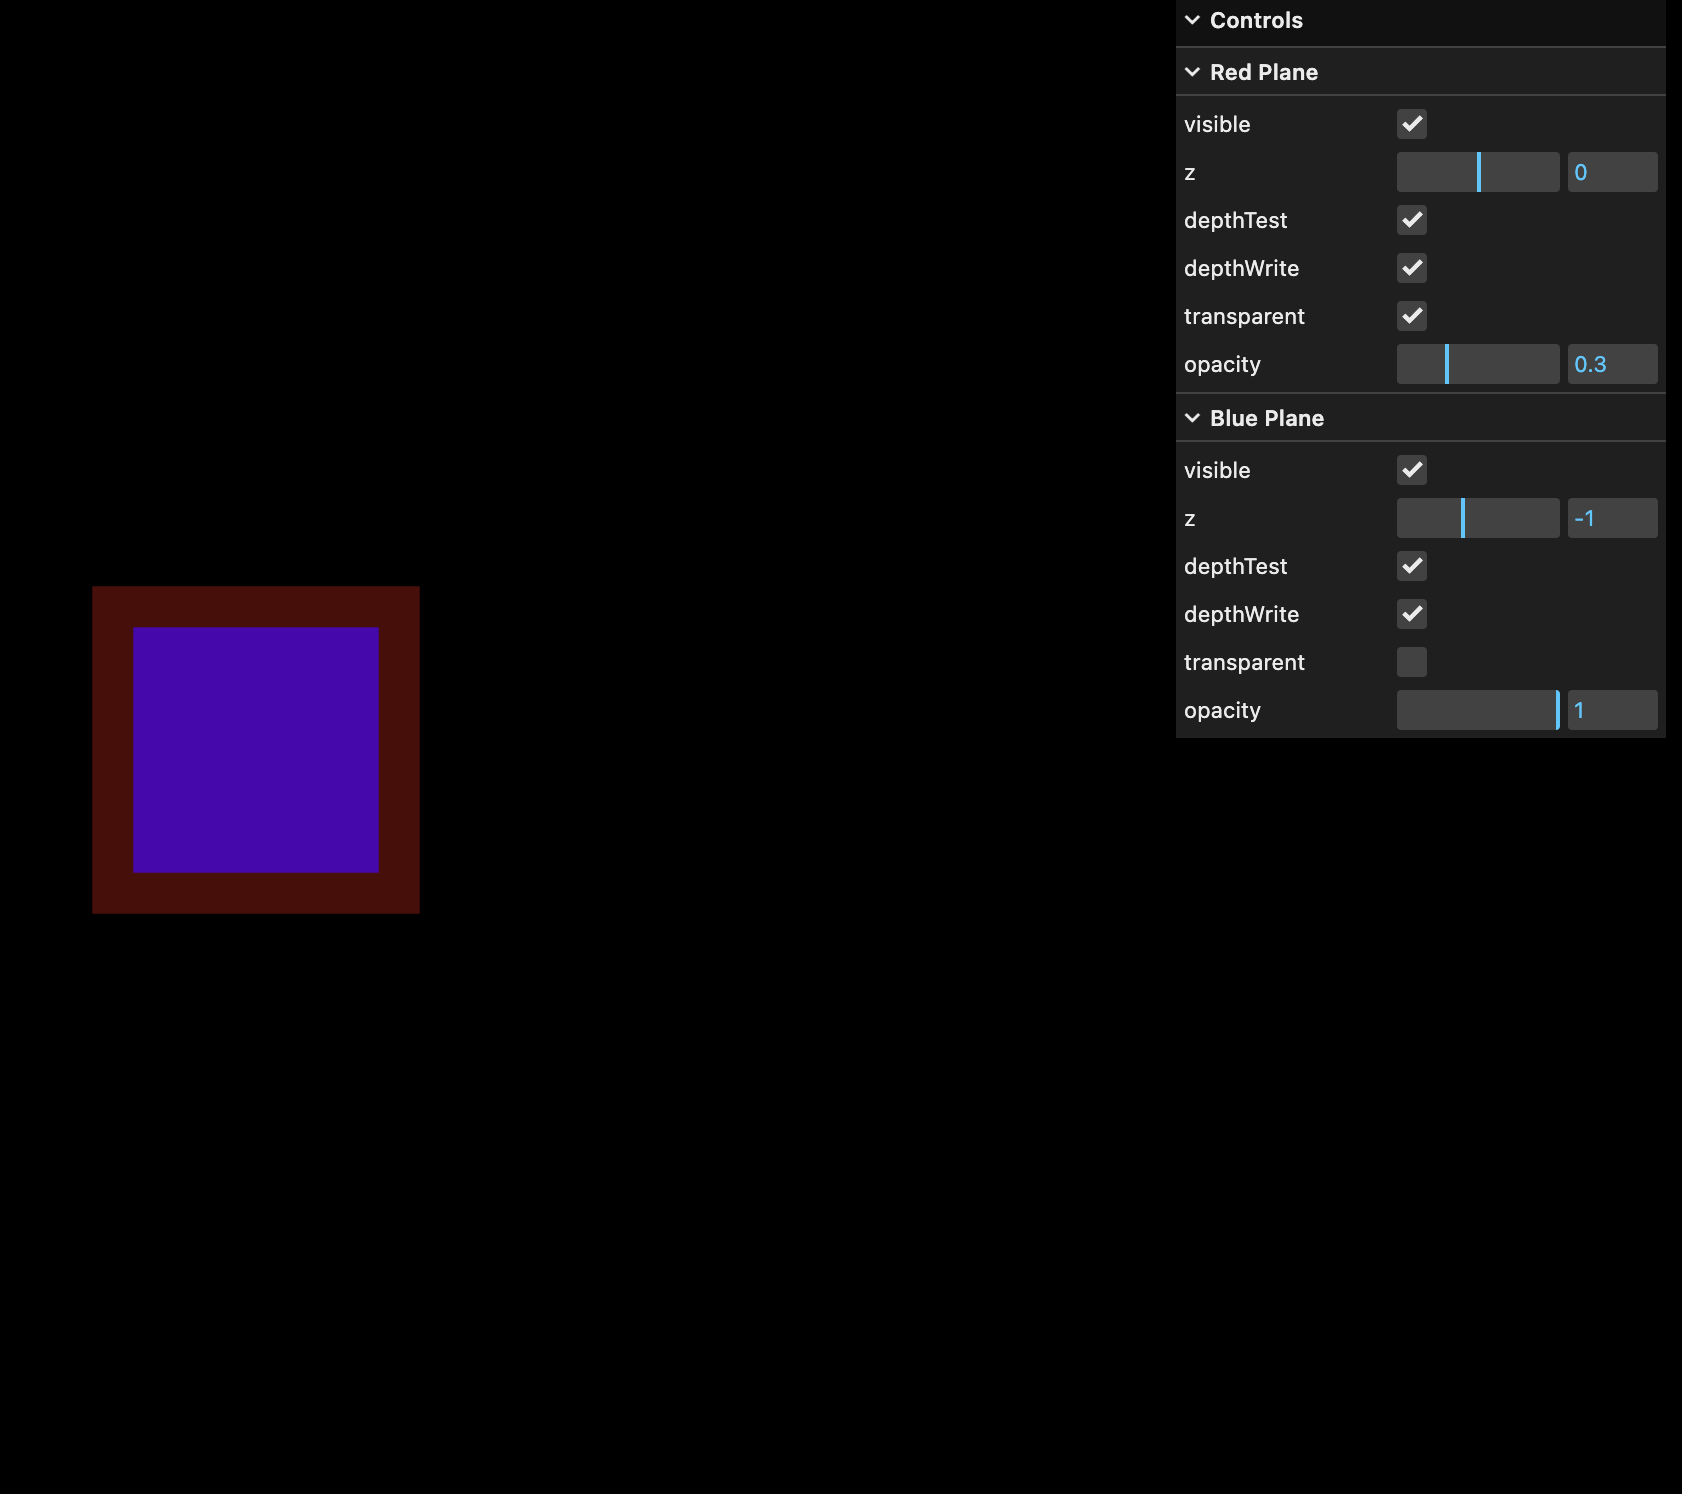 Controls
Red Plane
visible
z 0
depthTest
depthWrite
transparent
opacity 0.3
Blue Plane
visible
z -1
depthTest
depthWrite
transparent
opacity 1